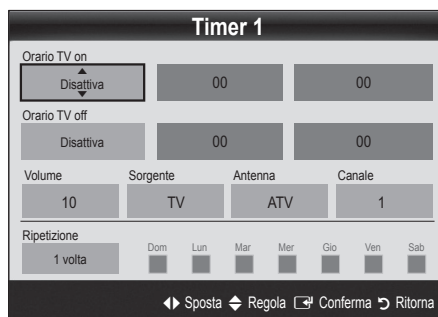 Timer 1
Orario TV on
Disattiva 00 00
Orario TV off
Disattiva 00 00
Volume Sorgente Antenna Canale
10 TV ATV 1
Ripetizione
Dom Lun Mar Mer Gio Ven Sab
1 volta
Sposta Regola Conferma Ritorna